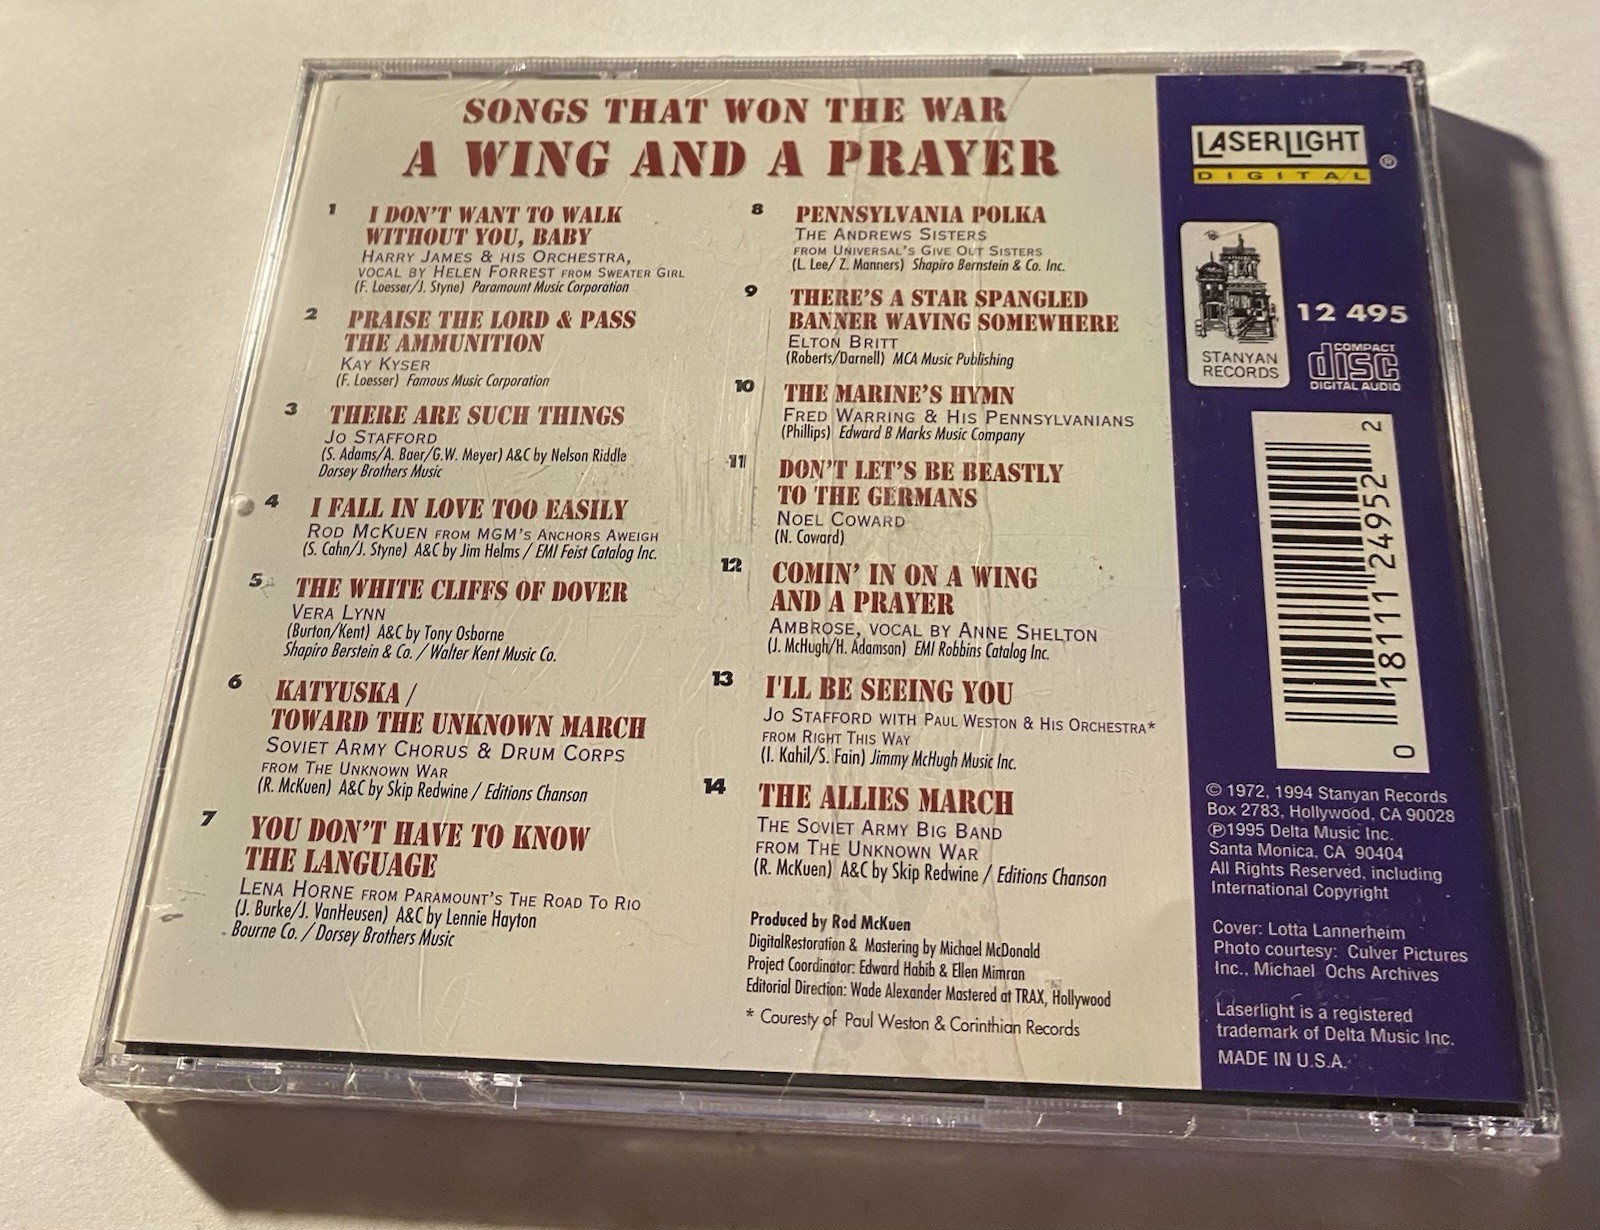 SONGS THAT WON THE WAR
A WING AND A PRAYER
1 I DON'T WANT TO WALK
WITHOUT YOU, BABY
HARRY JAMES & HIS ORCHESTRA,
VOCAL BY HELEN FORREST FROM SWEATER GIRL
(F. Loesser/J. Styne) Paramount Music Corporation
2 PRAISE THE LORD & PASS
THE AMMUNITION
KAY KYSER
(F. Loesser) Famous Music Corporation
3 THERE ARE SUCH THINGS
JO STAFFORD
(S. Adams/A. Baer/G.W. Meyer) A&C by Nelson Riddle
Dorsey Brothers Music
4 I FALL IN LOVE TOO EASILY
ROD MCKUEN FROM MGM'S ANCHORS AWEIGH
(S. Cahn/J. Styne) A&C by Jim Helms / EMI Feist Catalog Inc.
5 THE WHITE CLIFFS OF DOVER
VERA LYNN
(Burton/Kent) A&C by Tony Osborne
Shapiro Berstein & Co. / Walter Kent Music Co.
6 KATYUSKA /
TOWARD THE UNKNOWN MARCH
SOVIET ARMY CHORUS & DRUM CORPS
FROM THE UNKNOWN WAR
(R. McKuen) A&C by Skip Redwine / Editions Chanson
7 YOU DON'T HAVE TO KNOW
THE LANGUAGE
LENA HORNE FROM PARAMOUNT'S THE ROAD TO RIO
(J. Burke/J. VanHeusen) A&C by Lennie Hayton
Bourne Co. / Dorsey Brothers Music
8 PENNSYLVANIA POLKA
THE ANDREWS SISTERS
FROM UNIVERSAL'S GIVE OUT SISTERS
(L. Lee/ Z. Manners) Shapiro Bernstein & Co. Inc.
9 THERE'S A STAR SPANGLED
BANNER WAVING SOMEWHERE
ELTON BRITT
(Roberts/Darnell) MCA Music Publishing
10 THE MARINE'S HYMN
FRED WARRING & HIS PENNSYLVANIANS
(Phillips) Edward B Marks Music Company
11 DON'T LET'S BE BEASTLY
TO THE GERMANS
NOEL COWARD
(N. Coward)
12 COMIN' IN ON A WING
AND A PRAYER
AMBROSE, VOCAL BY ANNE SHELTON
(J. McHugh/H. Adamson) EMI Robbins Catalog Inc.
13 I'LL BE SEEING YOU
JO STAFFORD WITH PAUL WESTON & HIS ORCHESTRA*
FROM RIGHT THIS WAY
(I. Kahil/S. Fain) Jimmy McHugh Music Inc.
14 THE ALLIES MARCH
THE SOVIET ARMY BIG BAND
FROM THE UNKNOWN WAR
(R. McKuen) A&C by Skip Redwine / Editions Chanson
Produced by Rod McKuen
DigitalRestoration & Mastering by Michael McDonald
Project Coordinator: Edward Habib & Ellen Mimran
Editorial Direction: Wade Alexander Mastered at TRAX, Hollywood
* Couresty of Paul Weston & Corinthian Records
LASERLIGHT ®
DIGITAL
STANYAN
RECORDS
12 495
COMPACT
disc
DIGITAL AUDIO
0 18111 24952 2
© 1972, 1994 Stanyan Records
Box 2783, Hollywood, CA 90028
℗1995 Delta Music Inc.
Santa Monica, CA 90404
All Rights Reserved, including
International Copyright
Cover: Lotta Lannerheim
Photo courtesy: Culver Pictures
Inc., Michael Ochs Archives
Laserlight is a registered
trademark of Delta Music Inc.
MADE IN U.S.A.